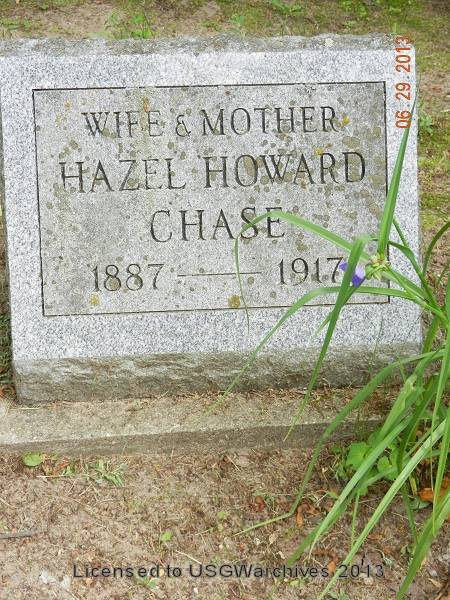 WIFE & MOTHER
HAZEL HOWARD
CHASE
1887 — 1917
06 29 2013
Licensed to USGWarchives 2013